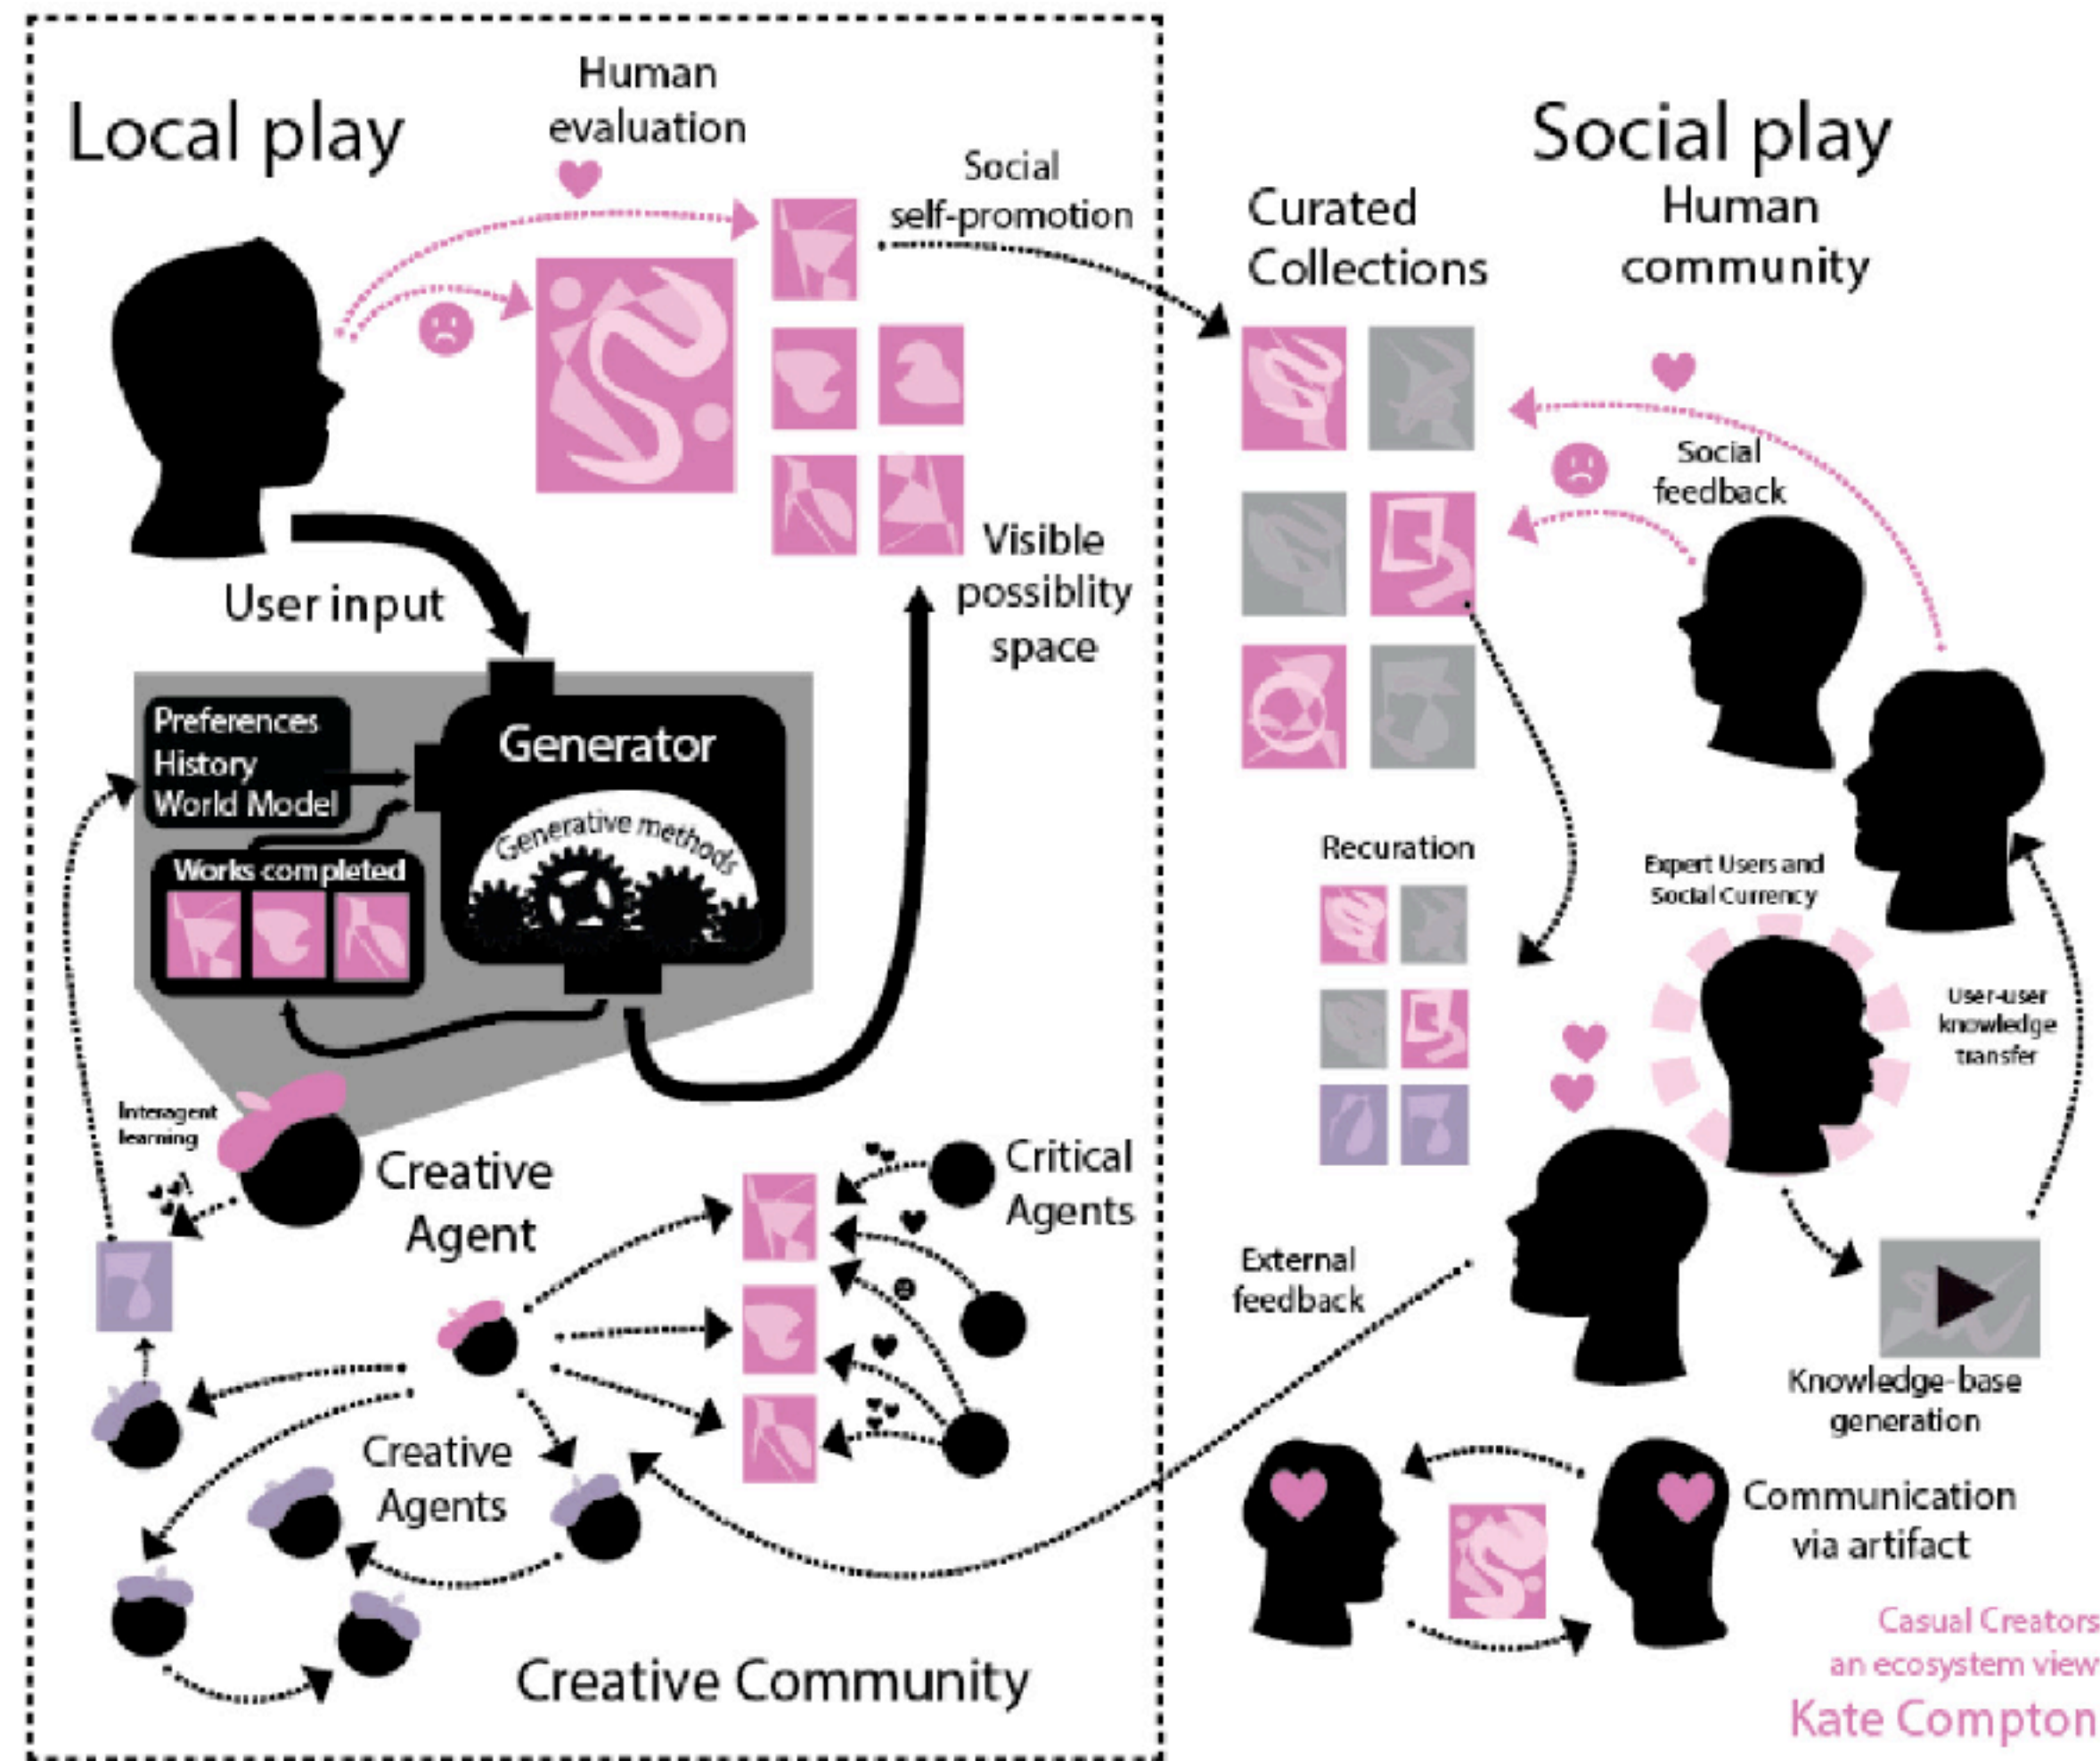 Local play
Human
evaluation
Social
self-promotion
User input
Visible
possiblity
space
Preferences
History
World Model
Works completed
Generator
Generative methods
Interagent
learning
Creative
Agent
Critical
Agents
Creative
Agents
Creative Community
Social play
Human
community
Curated
Collections
Social
feedback
Recuration
Expert Users and
Social Currency
User-user
knowledge
transfer
External
feedback
Knowledge-base
generation
Communication
via artifact
Casual Creators
an ecosystem view
Kate Compton